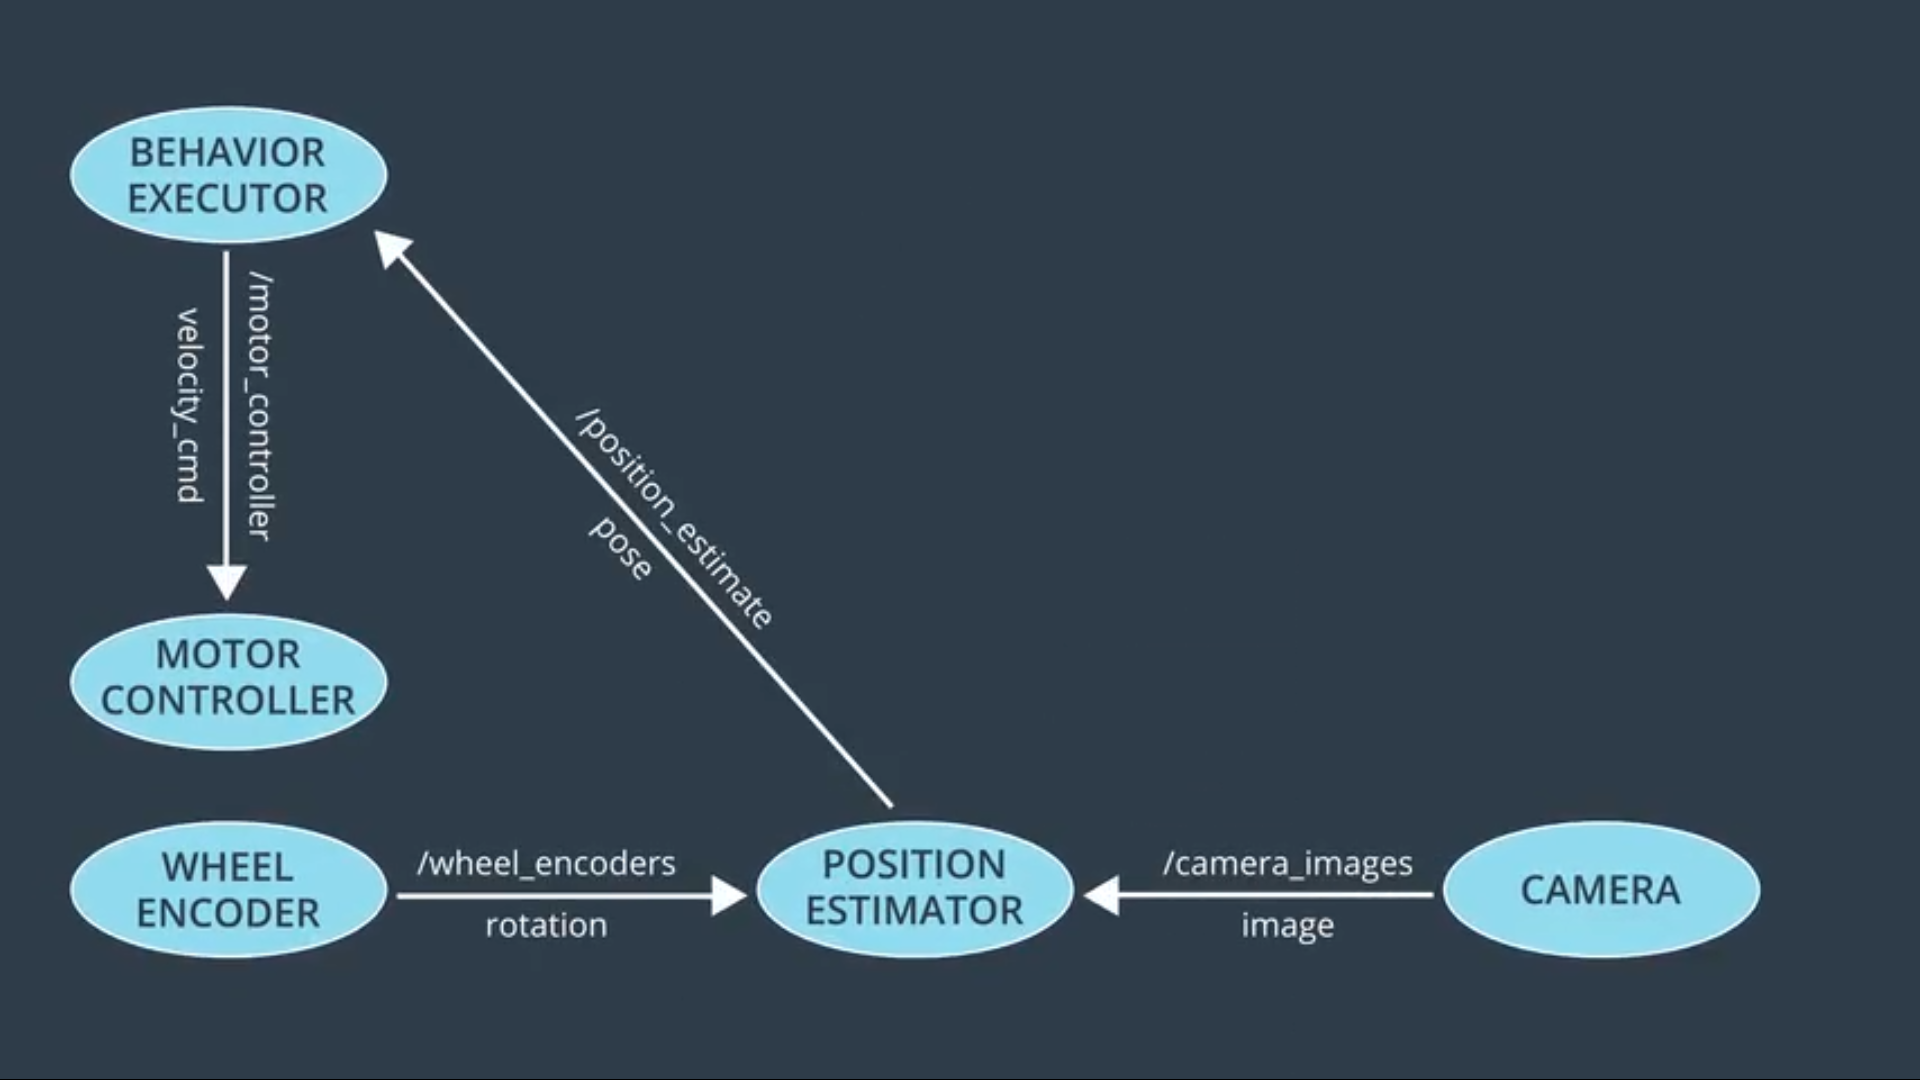 BEHAVIOR
EXECUTOR
/motor_controller
velocity_cmd
/position_estimate
pose
MOTOR
CONTROLLER
WHEEL
ENCODER
/wheel_encoders
rotation
POSITION
ESTIMATOR
/camera_images
image
CAMERA